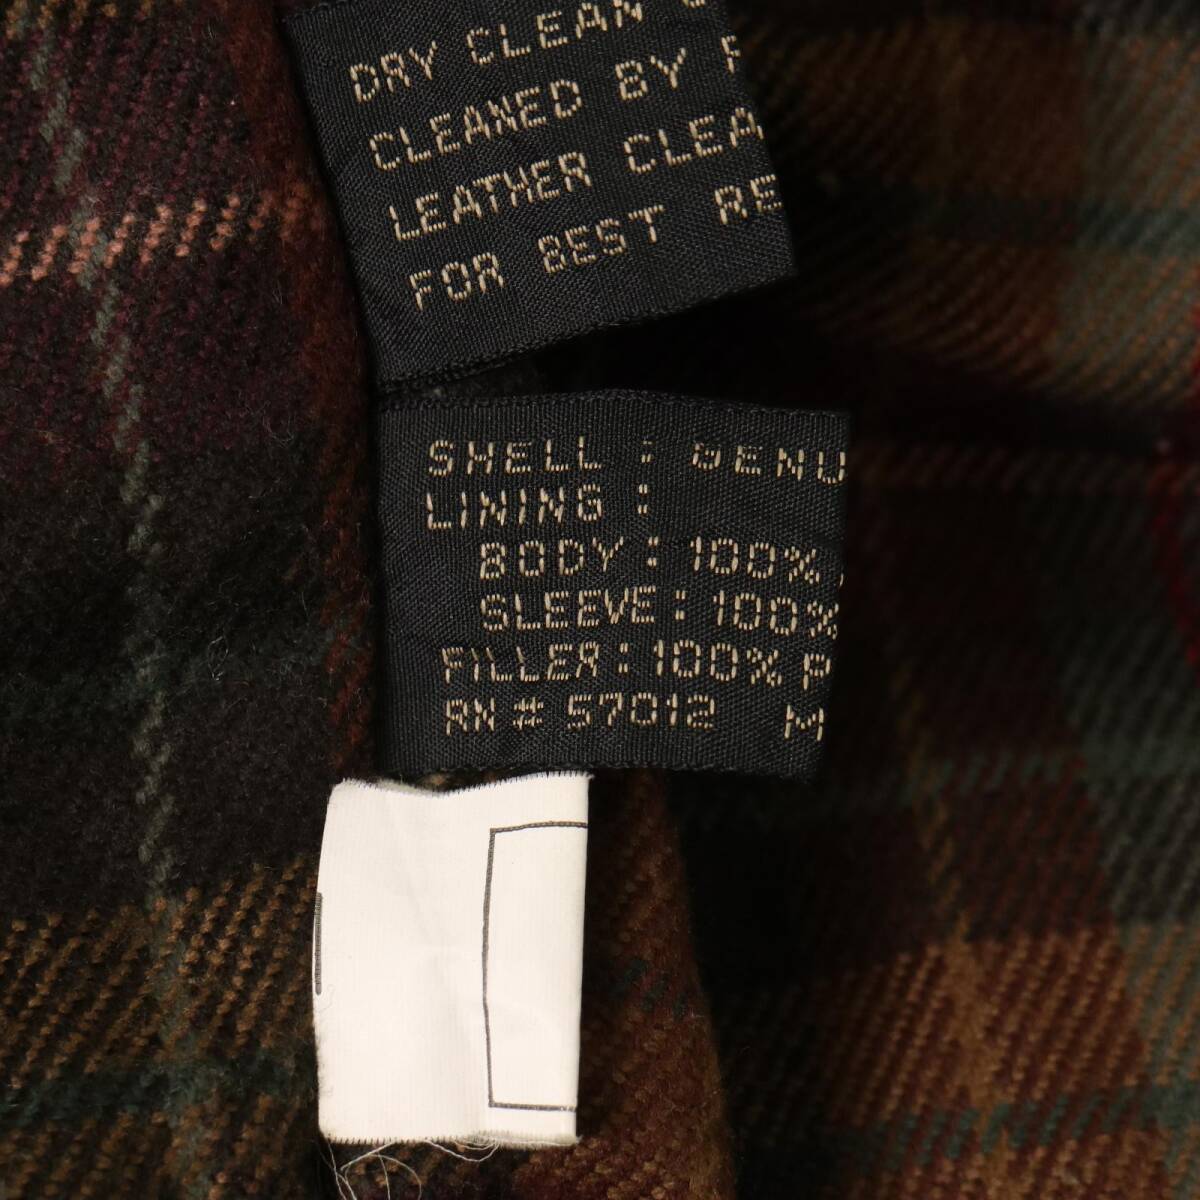 DRY CLEAN
CLEANED BY
LEATHER CLEA
FOR BEST RE
SHELL : GENU
LINING :
BODY : 100%
SLEEVE : 100%
FILLER : 100% P
RN # 57012 M